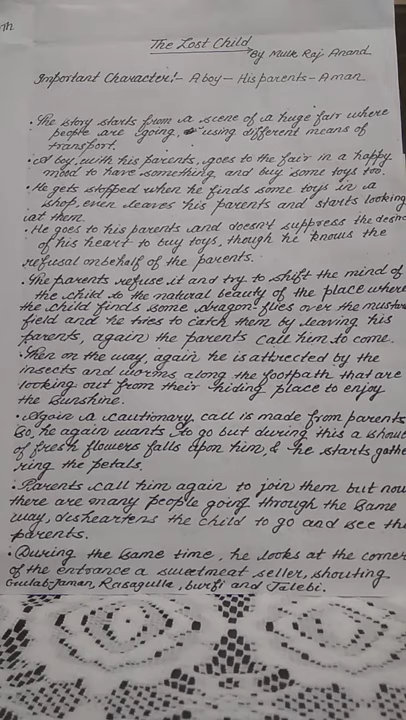 The Lost Child
By Mulk Raj Anand
Important Character:- A boy - His parents - A man
• The story starts from a scene of a huge fair where
people are going, using different means of
transport.
• A boy, with his parents, goes to the fair in a happy
mood to have something, and buy some toys too.
• He gets stopped when he finds some toys in a
shop, even leaves his parents and starts looking
at them.
• He goes to his parents and doesn't suppress the
of his heart to buy toys, though he knows the
refusal onbehalf of the parents.
• The parents refuse it and try to shift the mind of
the child to the natural beauty of the place where
the child finds some dragon-flies over the
field and he tries to catch them by leaving his
parents, again the parents call him to come.
• Then on the way, again he is attrected by the
insects and worms along the footpath that are
looking out from their hiding place to enjoy
the sunshine.
• Again a cautionary call is made from parents
So, he again wants to go but during this a
of fresh flowers falls upon him, & he starts gathe
ring the petals.
• Parents call him again to join them but now
there are many people going through the same
way, disheartens the child to go and see the
parents.
• During the same time, he looks at the corner
of the entrance a sweetmeat seller, shouting
Gulab-Jaman, Rasagulla, burfi and Jalebi.